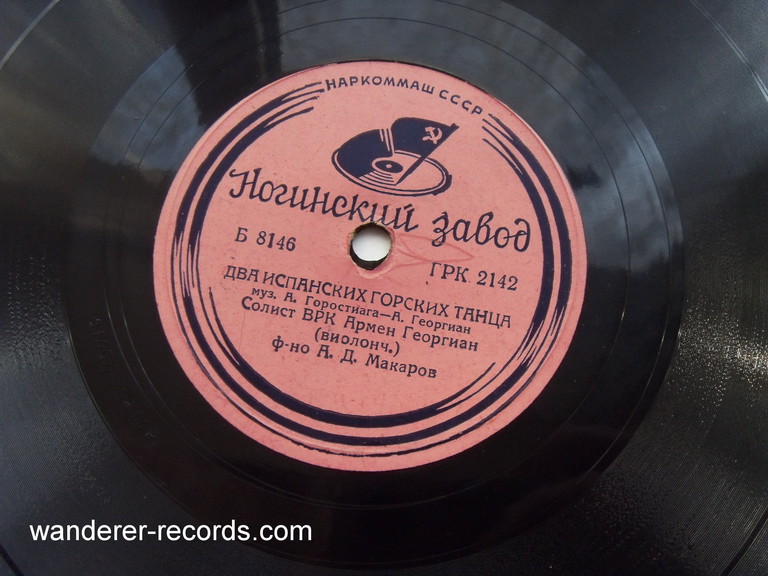 НАРКОММАШ СССР
Ногинский завод
Б 8146
ГРК 2142
ДВА ИСПАНСКИХ ГОРСКИХ ТАНЦА
муз. А. Горостиага—А. Георгиан
Солист ВРК Армен Георгиан
(виолонч.)
ф-но А. Д. Макаров
wanderer-records.com